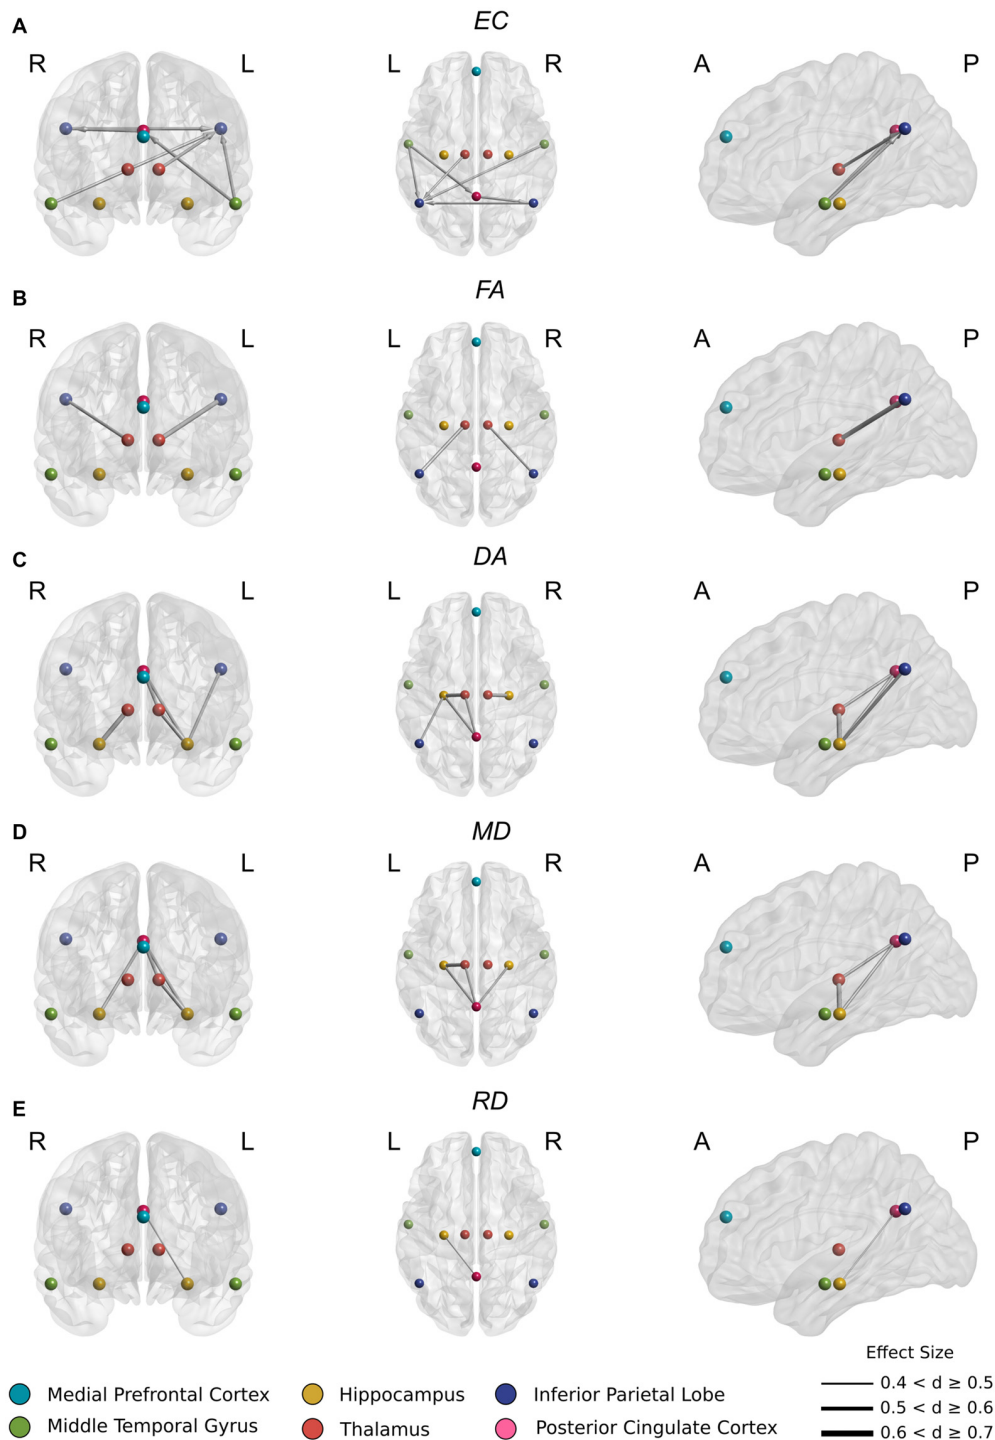 A
EC
R L L R A P
B
FA
R L L R A P
C
DA
R L L R A P
D
MD
R L L R A P
E
RD
R L L R A P
Effect Size
Medial Prefrontal Cortex Hippocampus Inferior Parietal Lobe 0.4 < d ≥ 0.5
0.5 < d ≥ 0.6
Middle Temporal Gyrus Thalamus Posterior Cingulate Cortex 0.6 < d ≥ 0.7